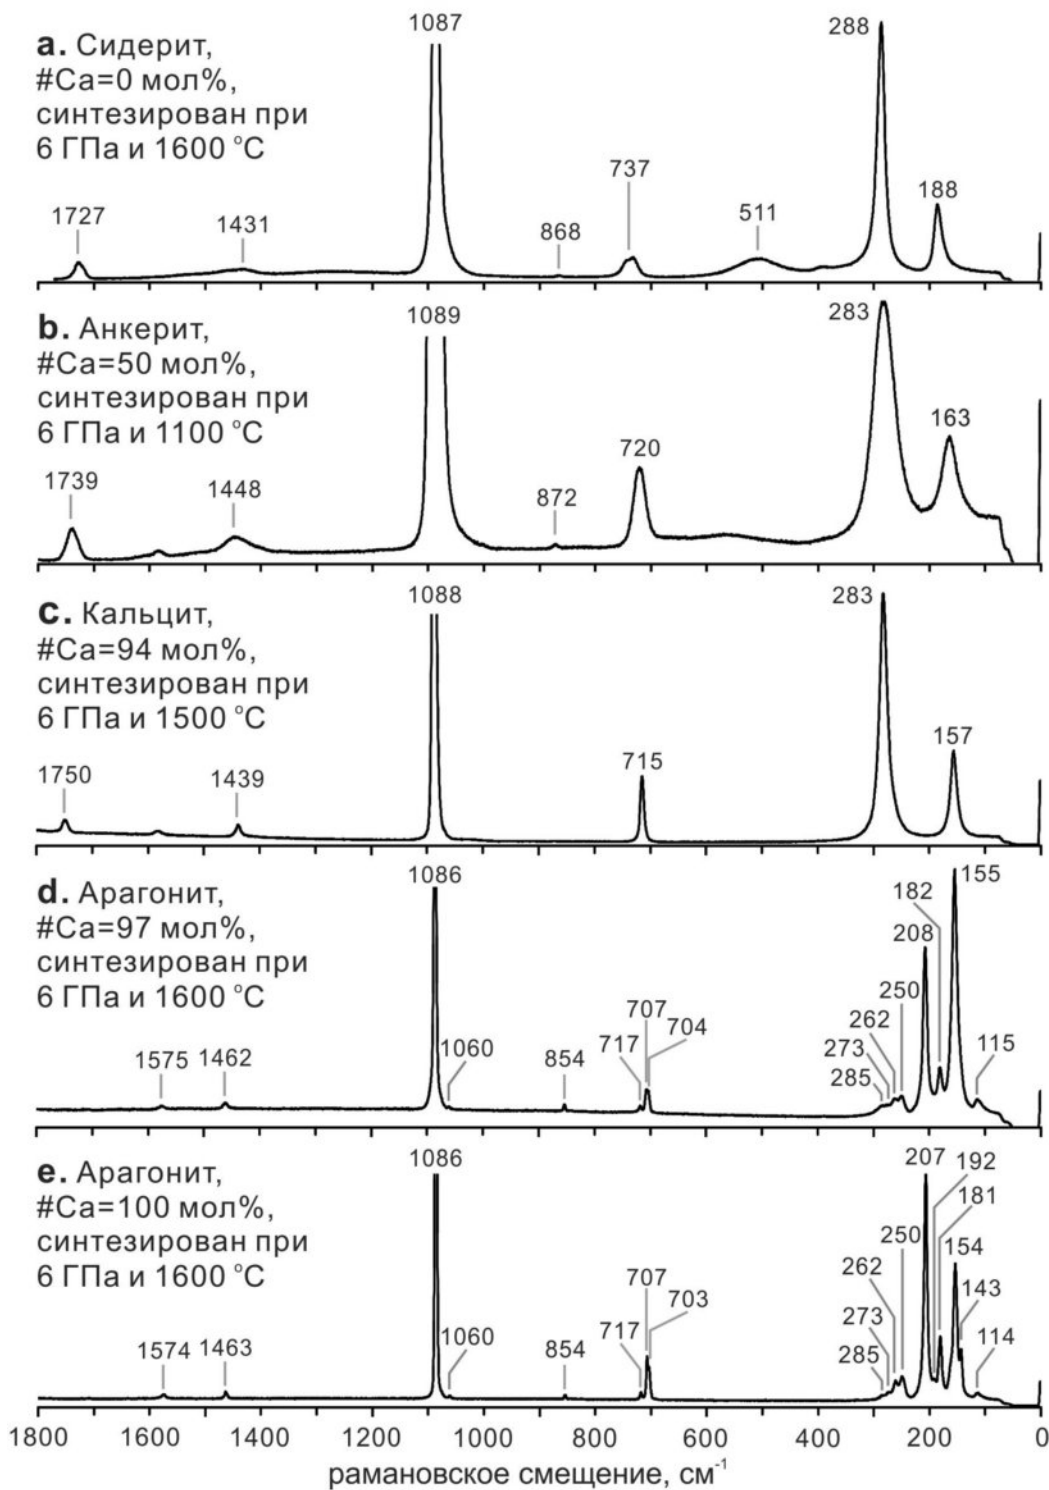 a. Сидерит,
#Ca=0 мол%,
синтезирован при
6 ГПа и 1600 °C
1727
1431
1087
868
737
511
288
188
b. Анкерит,
#Ca=50 мол%,
синтезирован при
6 ГПа и 1100 °C
1739
1448
1089
872
720
283
163
c. Кальцит,
#Ca=94 мол%,
синтезирован при
6 ГПа и 1500 °C
1750
1439
1088
715
283
157
d. Арагонит,
#Ca=97 мол%,
синтезирован при
6 ГПа и 1600 °C
1575
1462
1086
1060
854
717
707
704
285
273
262
250
208
182
155
115
e. Арагонит,
#Ca=100 мол%,
синтезирован при
6 ГПа и 1600 °C
1574
1463
1086
1060
854
717
707
703
285
273
262
250
207
192
181
154
143
114
1800 1600 1400 1200 1000 800 600 400 200 0
рамановское смещение, см⁻¹